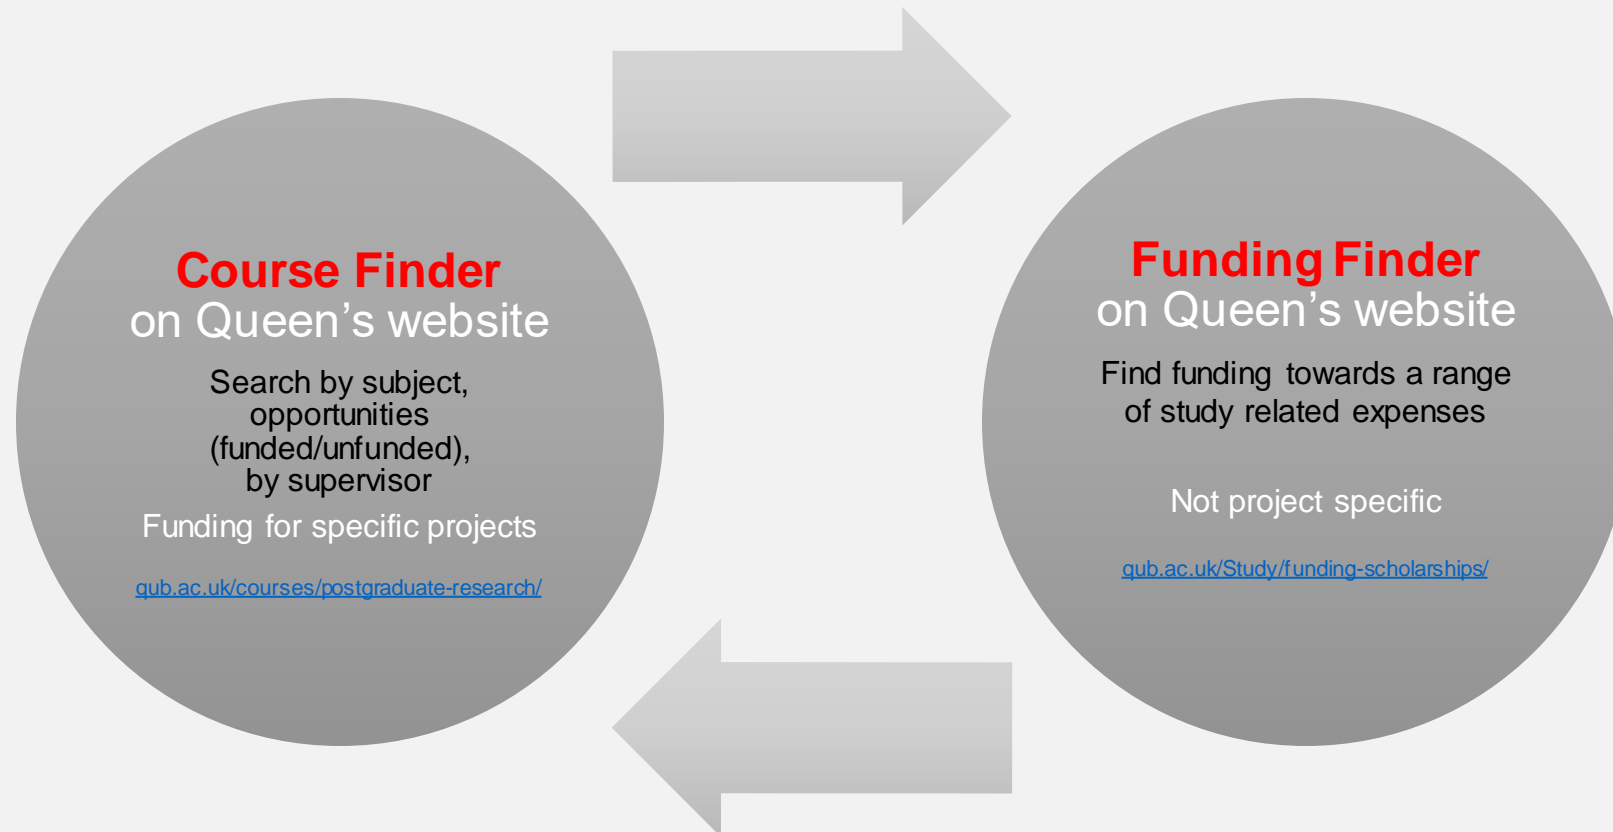 Course Finder
on Queen’s website
Search by subject,
opportunities
(funded/unfunded),
by supervisor
Funding for specific projects
qub.ac.uk/courses/postgraduate-research/
Funding Finder
on Queen’s website
Find funding towards a range
of study related expenses
Not project specific
qub.ac.uk/Study/funding-scholarships/